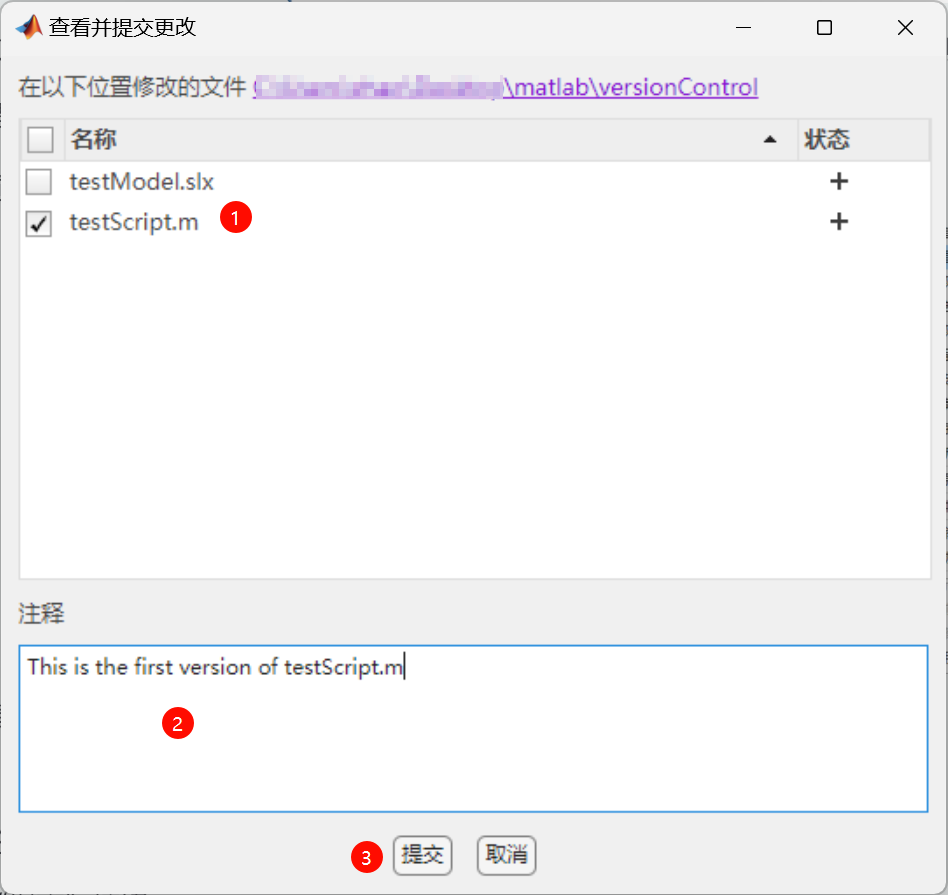 查看并提交更改
在以下位置修改的文件 \matlab\versionControl
名称 状态
testModel.slx +
testScript.m 1 +
注释
This is the first version of testScript.m
2
3 提交 取消